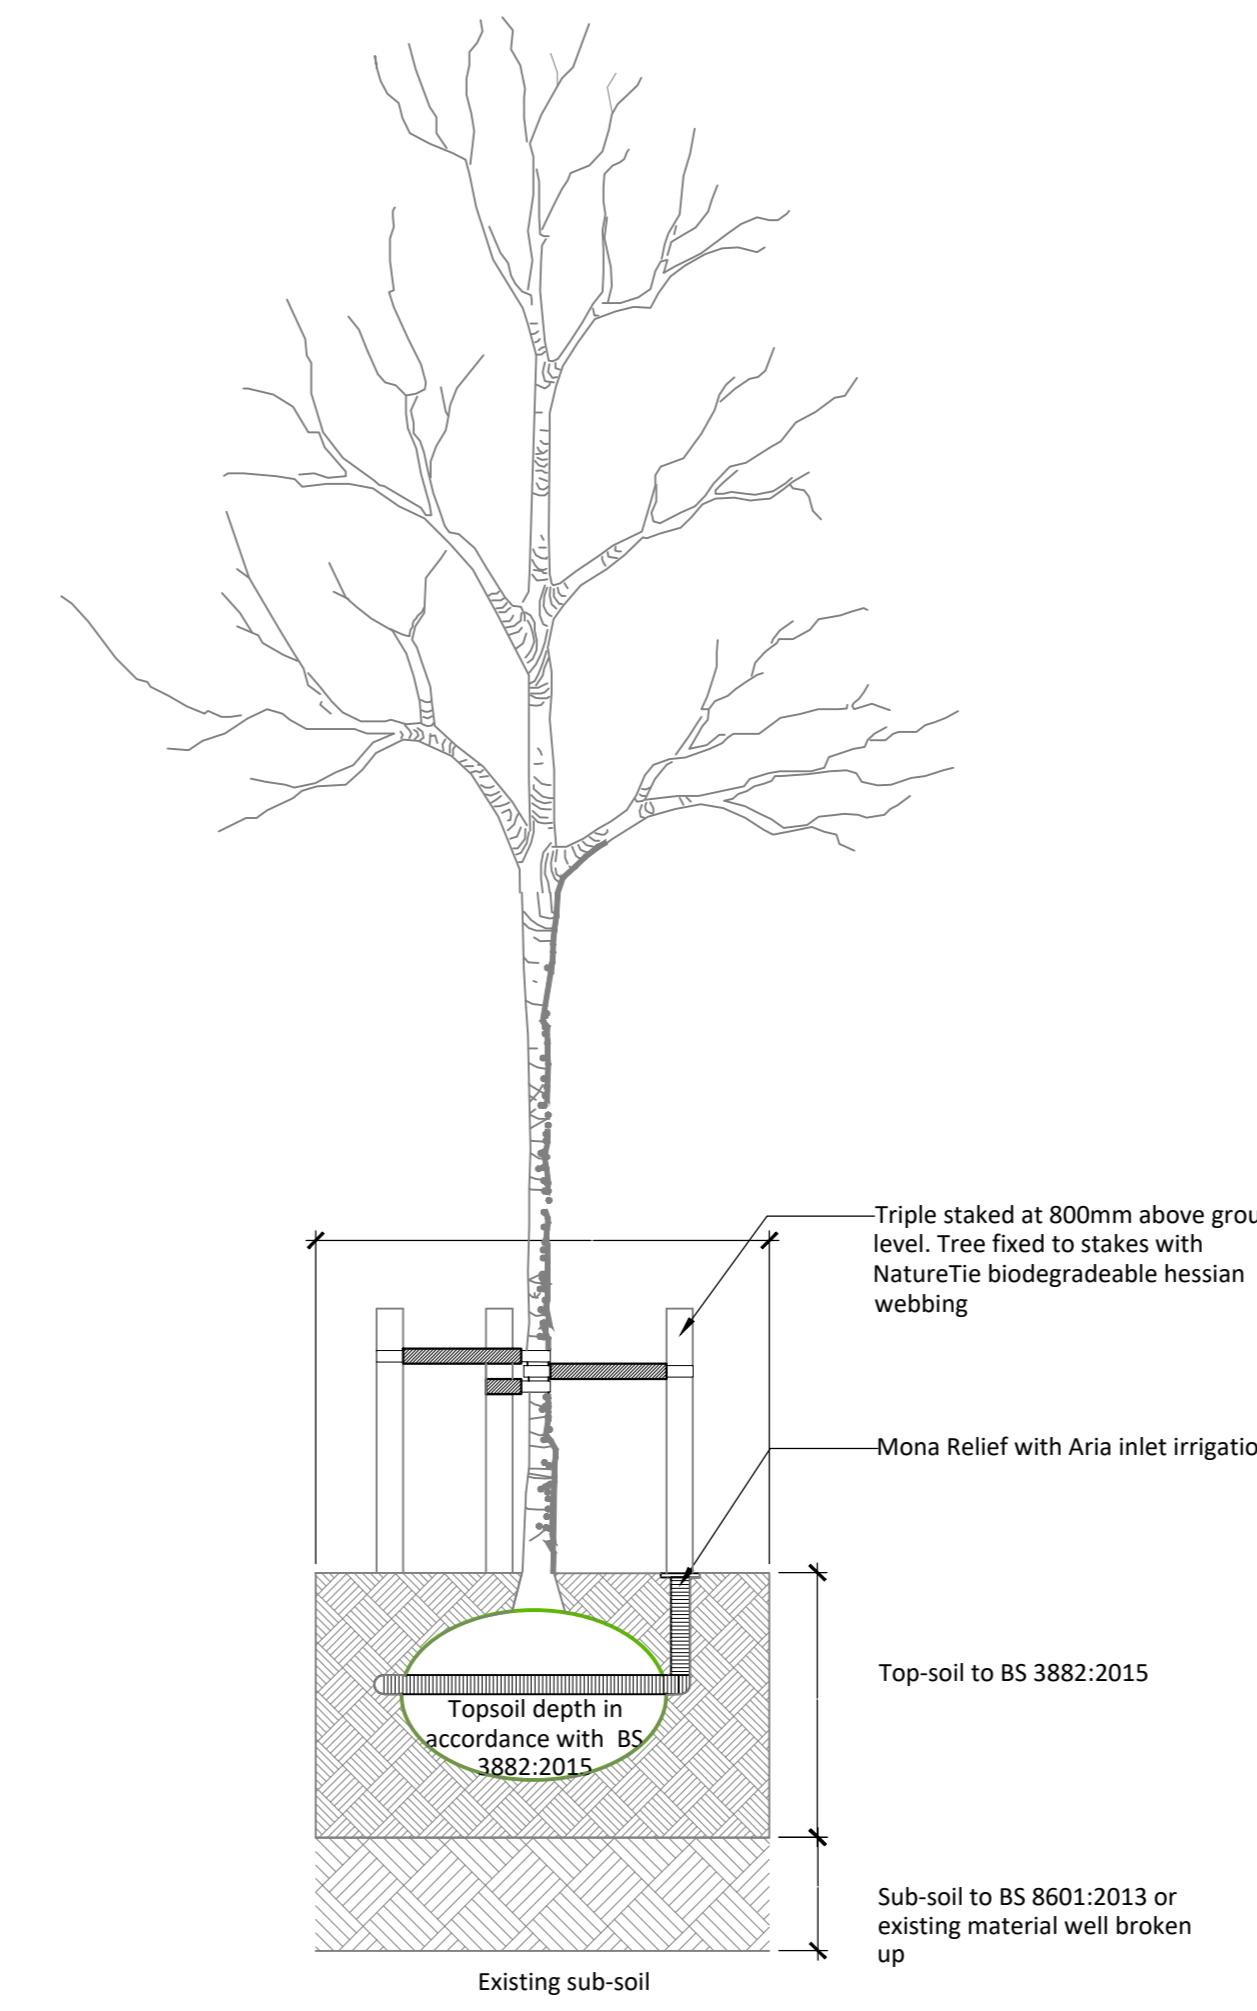 Triple staked at 800mm above grou
level. Tree fixed to stakes with
NatureTie biodegradeable hessian
webbing
Mona Relief with Aria inlet irrigatio
Top-soil to BS 3882:2015
Topsoil depth in
accordance with BS
3882:2015
Sub-soil to BS 8601:2013 or
existing material well broken
up
Existing sub-soil